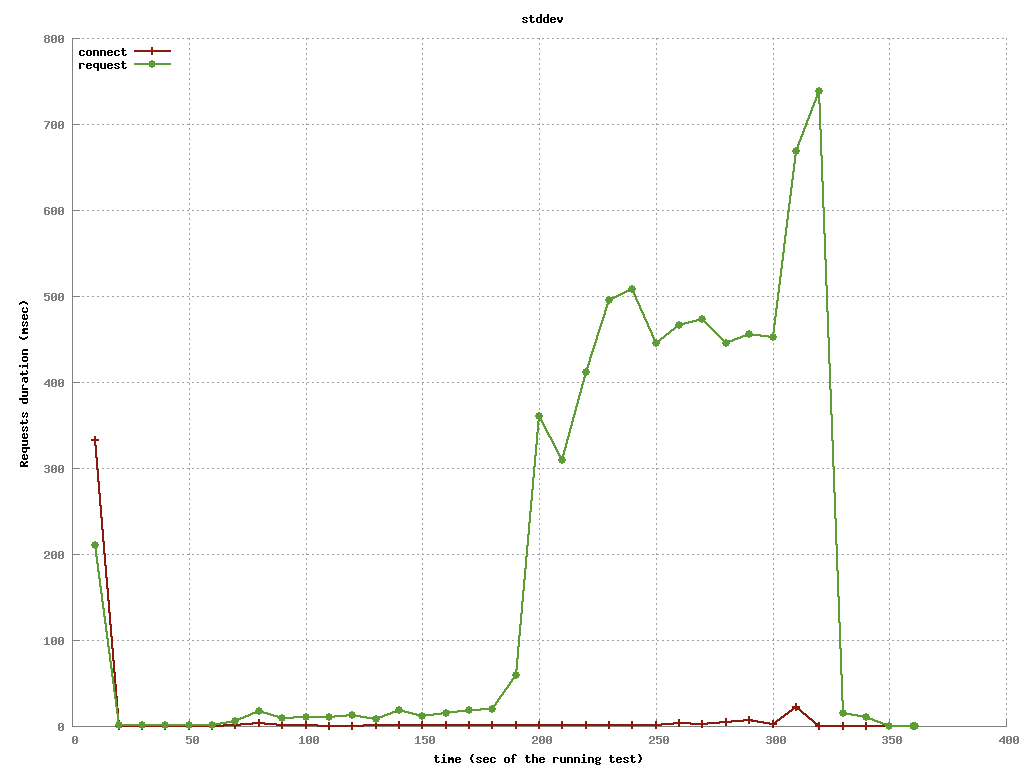 stddev
connect
request
Requests duration (msec)
800
700
600
500
400
300
200
100
0
0 50 100 150 200 250 300 350 400
time (sec of the running test)